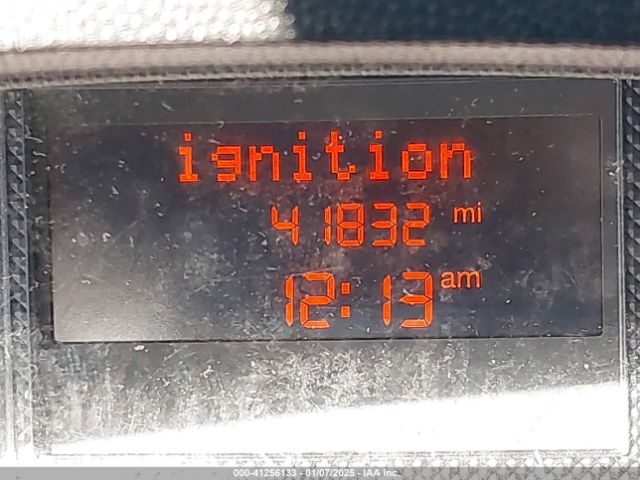 ignition
41832 mi
12:13 am
000-41256133 - 01/07/2025 - IAA Inc.